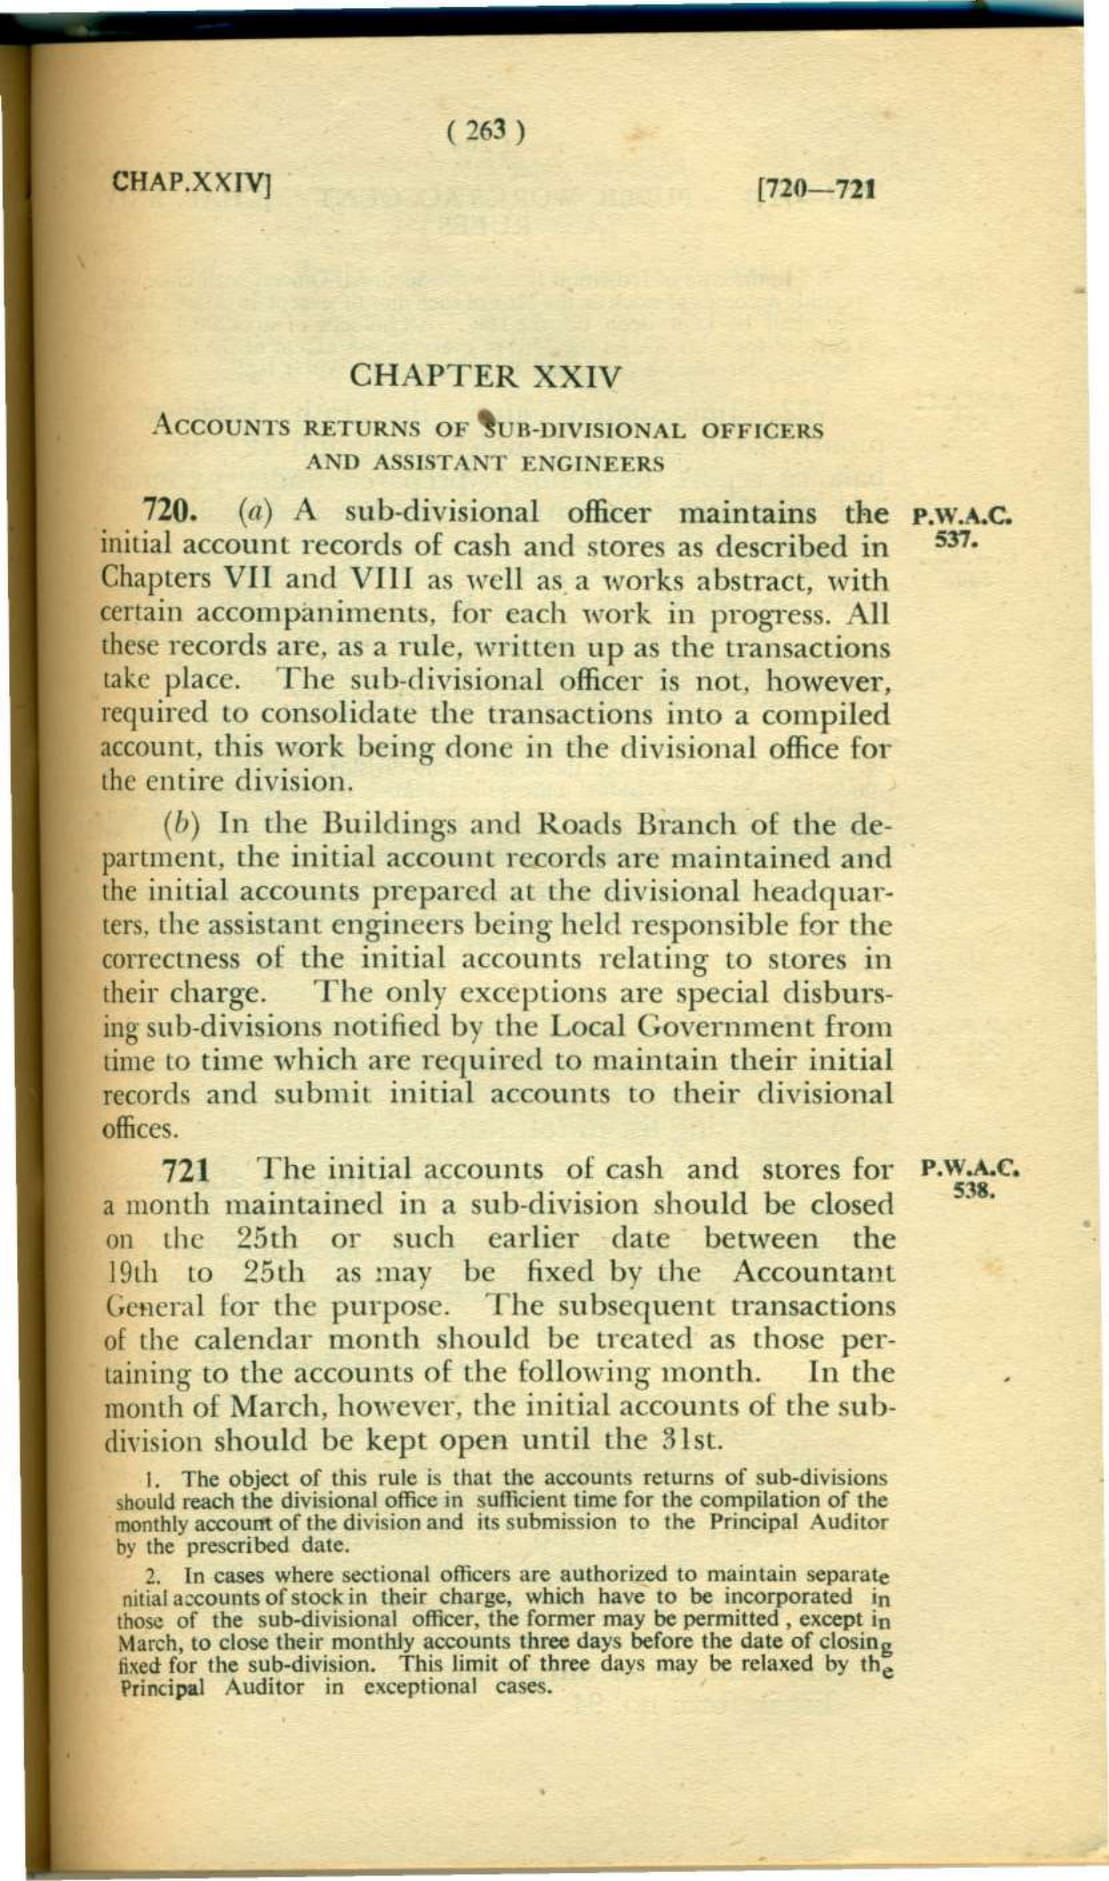 ( 263 )
CHAP.XXIV]
[720—721
CHAPTER XXIV
ACCOUNTS RETURNS OF SUB-DIVISIONAL OFFICERS
AND ASSISTANT ENGINEERS
720. (a) A sub-divisional officer maintains the
P.W.A.C.
537.
initial account records of cash and stores as described in
Chapters VII and VIII as well as a works abstract, with
certain accompaniments, for each work in progress. All
these records are, as a rule, written up as the transactions
take place. The sub-divisional officer is not, however,
required to consolidate the transactions into a compiled
account, this work being done in the divisional office for
the entire division.
(b) In the Buildings and Roads Branch of the de-
partment, the initial account records are maintained and
the initial accounts prepared at the divisional headquar-
ters, the assistant engineers being held responsible for the
correctness of the initial accounts relating to stores in
their charge. The only exceptions are special disburs-
ing sub-divisions notified by the Local Government from
time to time which are required to maintain their initial
records and submit initial accounts to their divisional
offices.
721 The initial accounts of cash and stores for
P.W.A.C.
538.
a month maintained in a sub-division should be closed
on the 25th or such earlier date between the
19th to 25th as may be fixed by the Accountant
General for the purpose. The subsequent transactions
of the calendar month should be treated as those per-
taining to the accounts of the following month. In the
month of March, however, the initial accounts of the sub-
division should be kept open until the 31st.
1. The object of this rule is that the accounts returns of sub-divisions
should reach the divisional office in sufficient time for the compilation of the
monthly account of the division and its submission to the Principal Auditor
by the prescribed date.
2. In cases where sectional officers are authorized to maintain separate
nitial accounts of stock in their charge, which have to be incorporated in
those of the sub-divisional officer, the former may be permitted , except in
March, to close their monthly accounts three days before the date of closing
fixed for the sub-division. This limit of three days may be relaxed by the
Principal Auditor in exceptional cases.